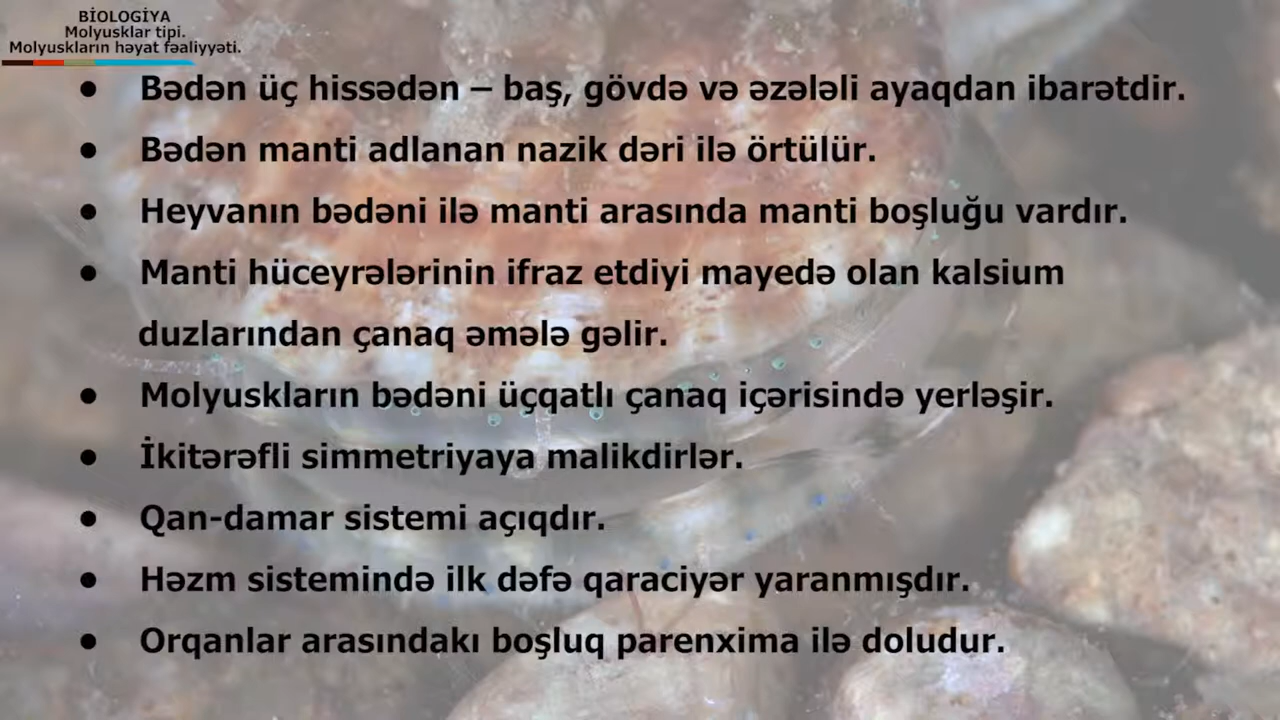 BİOLOGİYA
Molyusklar tipi.
Molyuskların həyat fəaliyyəti.
● Bədən üç hissədən – baş, gövdə və əzələli ayaqdan ibarətdir.
● Bədən manti adlanan nazik dəri ilə örtülür.
● Heyvanın bədəni ilə manti arasında manti boşluğu vardır.
● Manti hüceyrələrinin ifraz etdiyi mayedə olan kalsium
duzlarından çanaq əmələ gəlir.
● Molyuskların bədəni üçqatlı çanaq içərisində yerləşir.
● İkitərəfli simmetriyaya malikdirlər.
● Qan-damar sistemi açıqdır.
● Həzm sistemində ilk dəfə qaraciyər yaranmışdır.
● Orqanlar arasındakı boşluq parenxima ilə doludur.